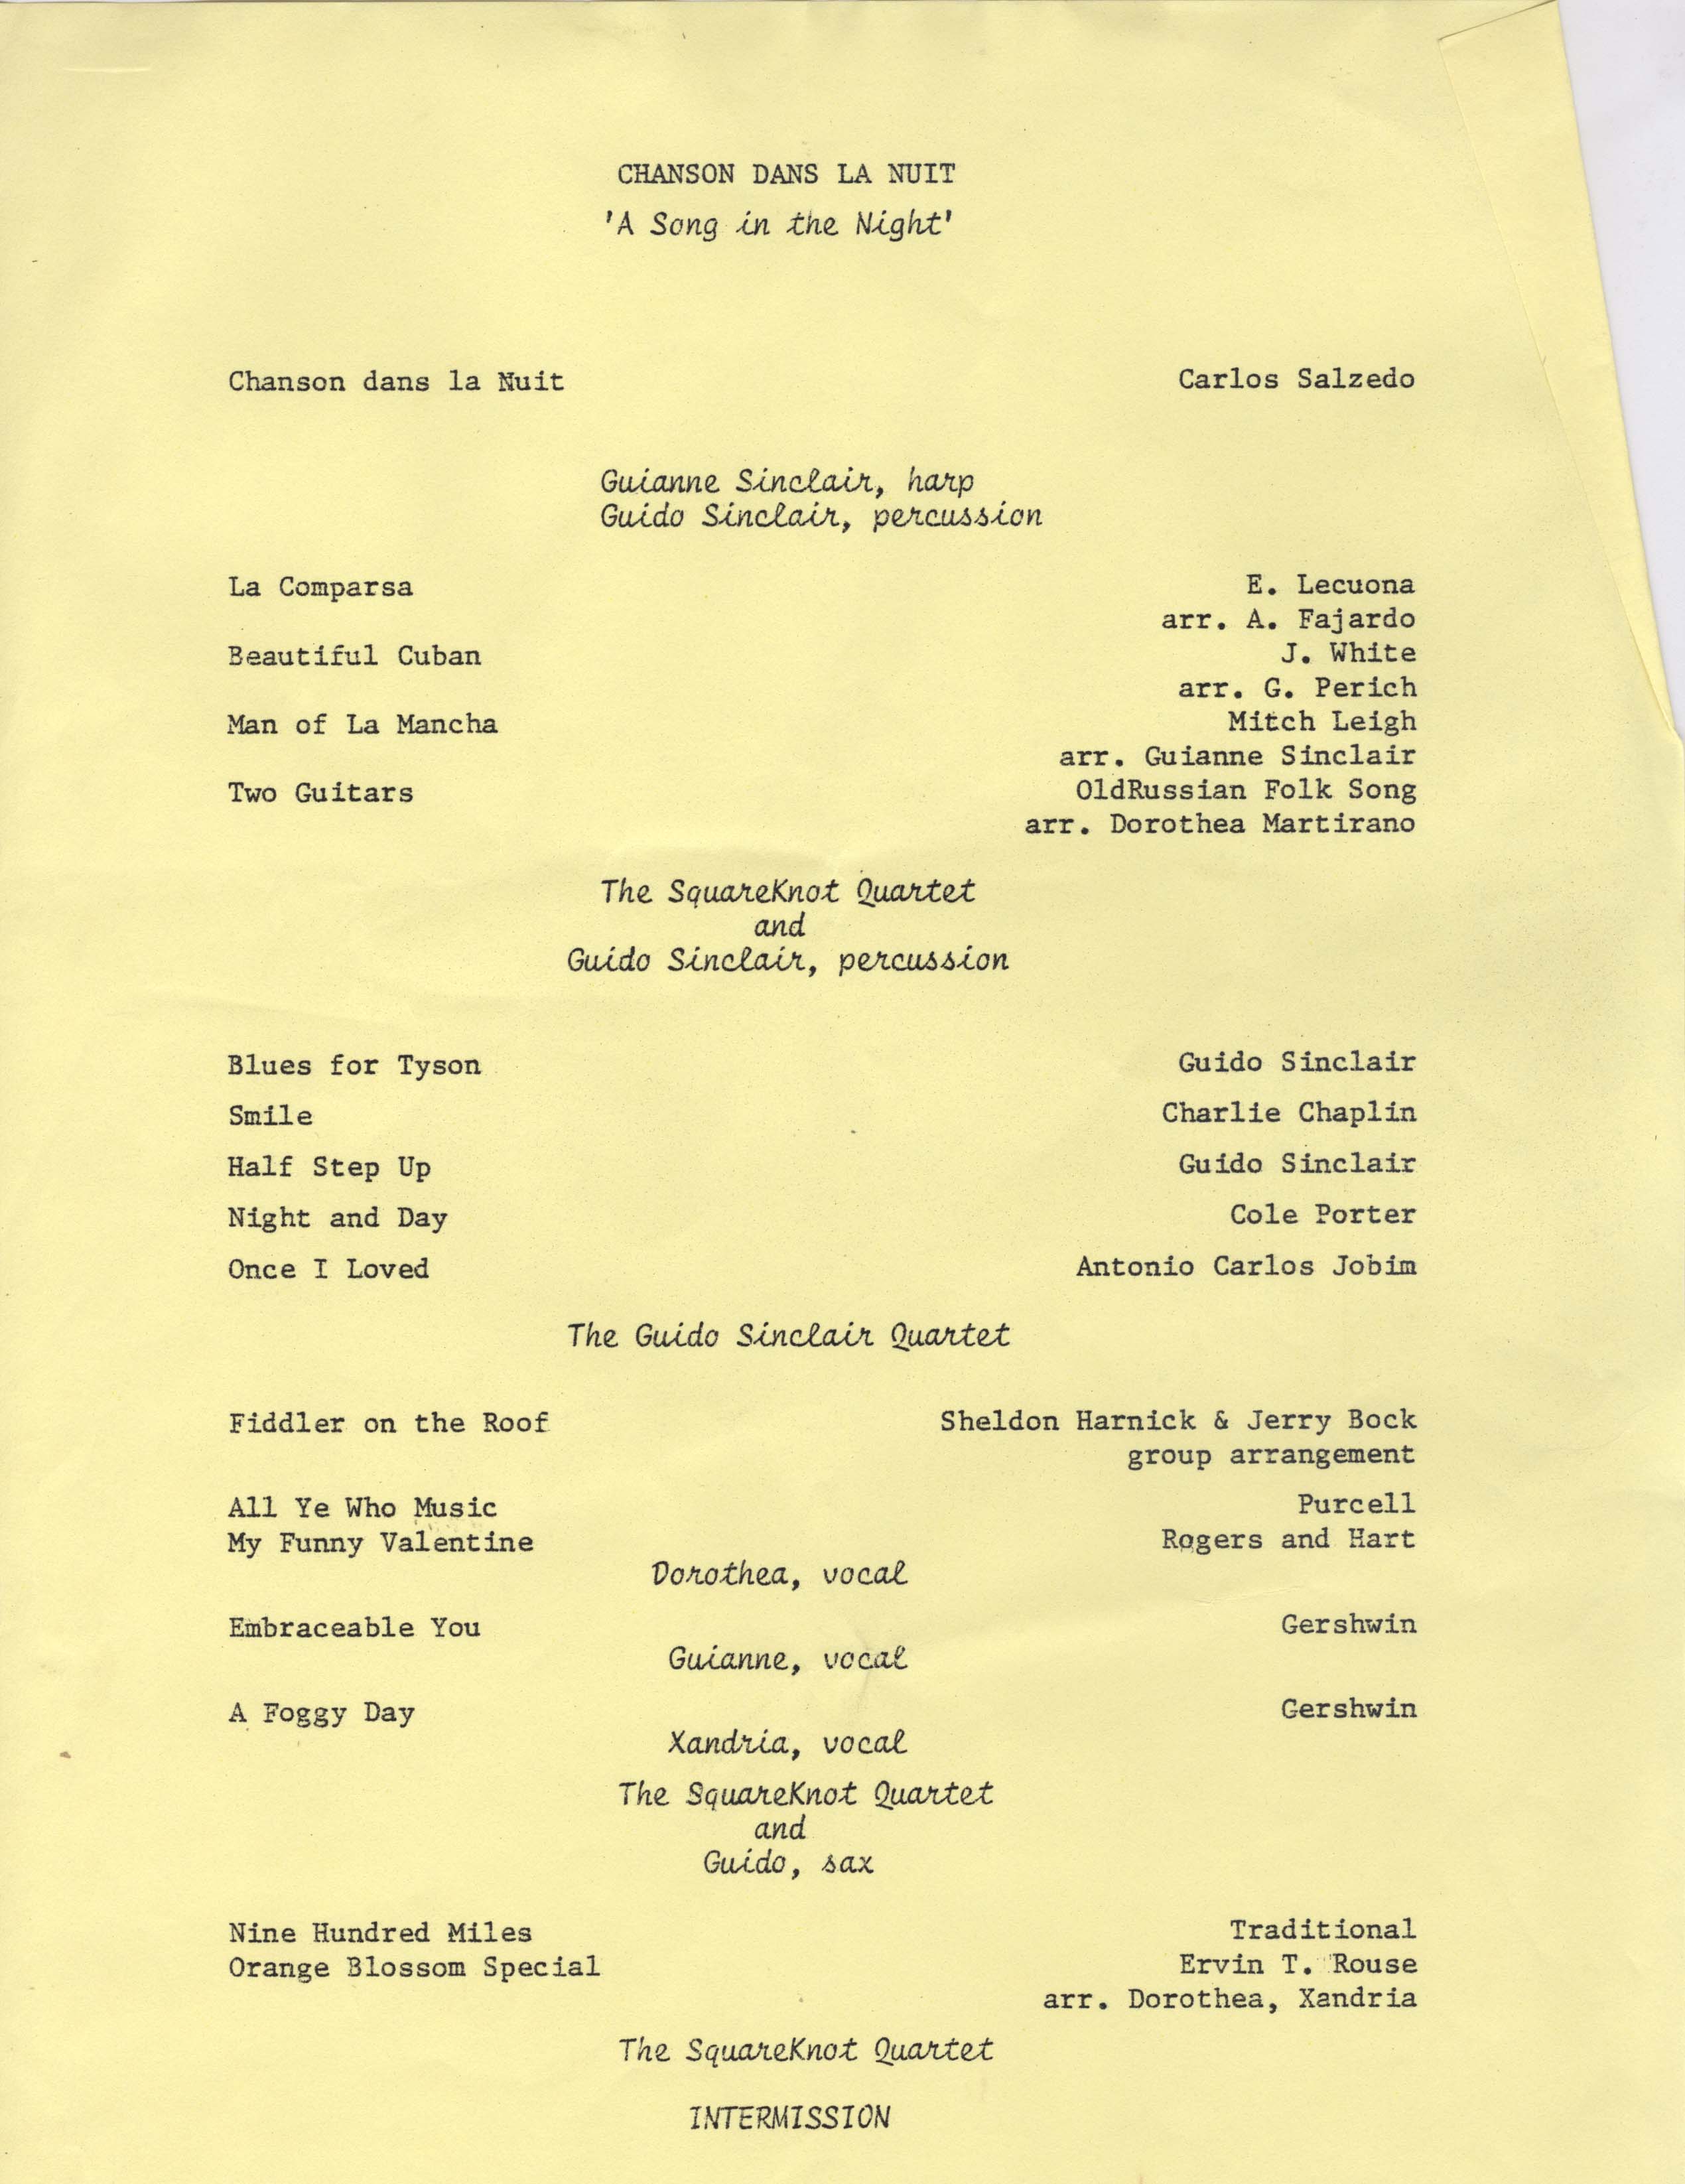 CHANSON DANS LA NUIT
'A Song in the Night'
Chanson dans la Nuit Carlos Salzedo
Guianne Sinclair, harp
Guido Sinclair, percussion
La Comparsa E. Lecuona
arr. A. Fajardo
Beautiful Cuban J. White
arr. G. Perich
Man of La Mancha Mitch Leigh
arr. Guianne Sinclair
Two Guitars OldRussian Folk Song
arr. Dorothea Martirano
The SquareKnot Quartet
and
Guido Sinclair, percussion
Blues for Tyson Guido Sinclair
Smile Charlie Chaplin
Half Step Up Guido Sinclair
Night and Day Cole Porter
Once I Loved Antonio Carlos Jobim
The Guido Sinclair Quartet
Fiddler on the Roof Sheldon Harnick & Jerry Bock
group arrangement
All Ye Who Music Purcell
My Funny Valentine Rogers and Hart
Dorothea, vocal
Embraceable You Gershwin
Guianne, vocal
A Foggy Day Gershwin
Xandria, vocal
The SquareKnot Quartet
and
Guido, sax
Nine Hundred Miles Traditional
Orange Blossom Special Ervin T. Rouse
arr. Dorothea, Xandria
The SquareKnot Quartet
INTERMISSION